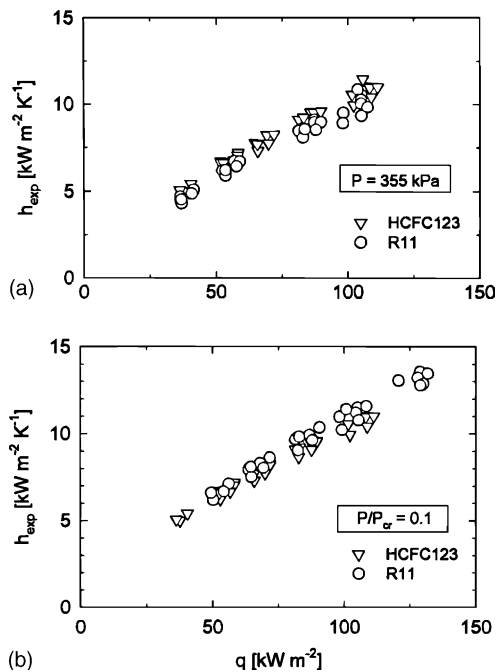 15
10
5
0
h_exp [kW m⁻² K⁻¹]
P = 355 kPa
HCFC123
R11
(a)
0 50 100 150
15
10
5
0
h_exp [kW m⁻² K⁻¹]
P/P_cr = 0.1
HCFC123
R11
0 50 100 150
(b)
q [kW m⁻²]